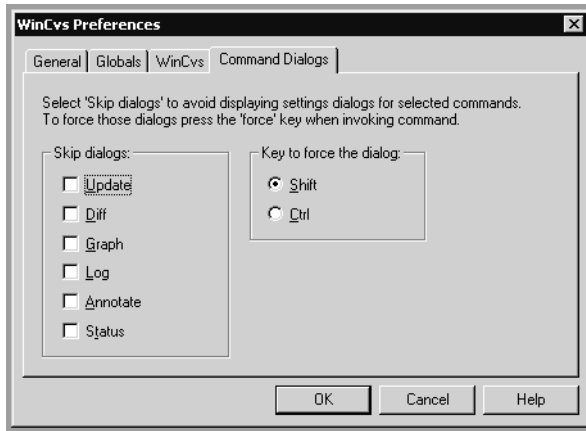 WinCvs Preferences
General Globals WinCvs Command Dialogs
Select 'Skip dialogs' to avoid displaying settings dialogs for selected commands.
To force those dialogs press the 'force' key when invoking command.
Skip dialogs:
Update
Diff
Graph
Log
Annotate
Status
Key to force the dialog:
Shift
Ctrl
OK Cancel Help